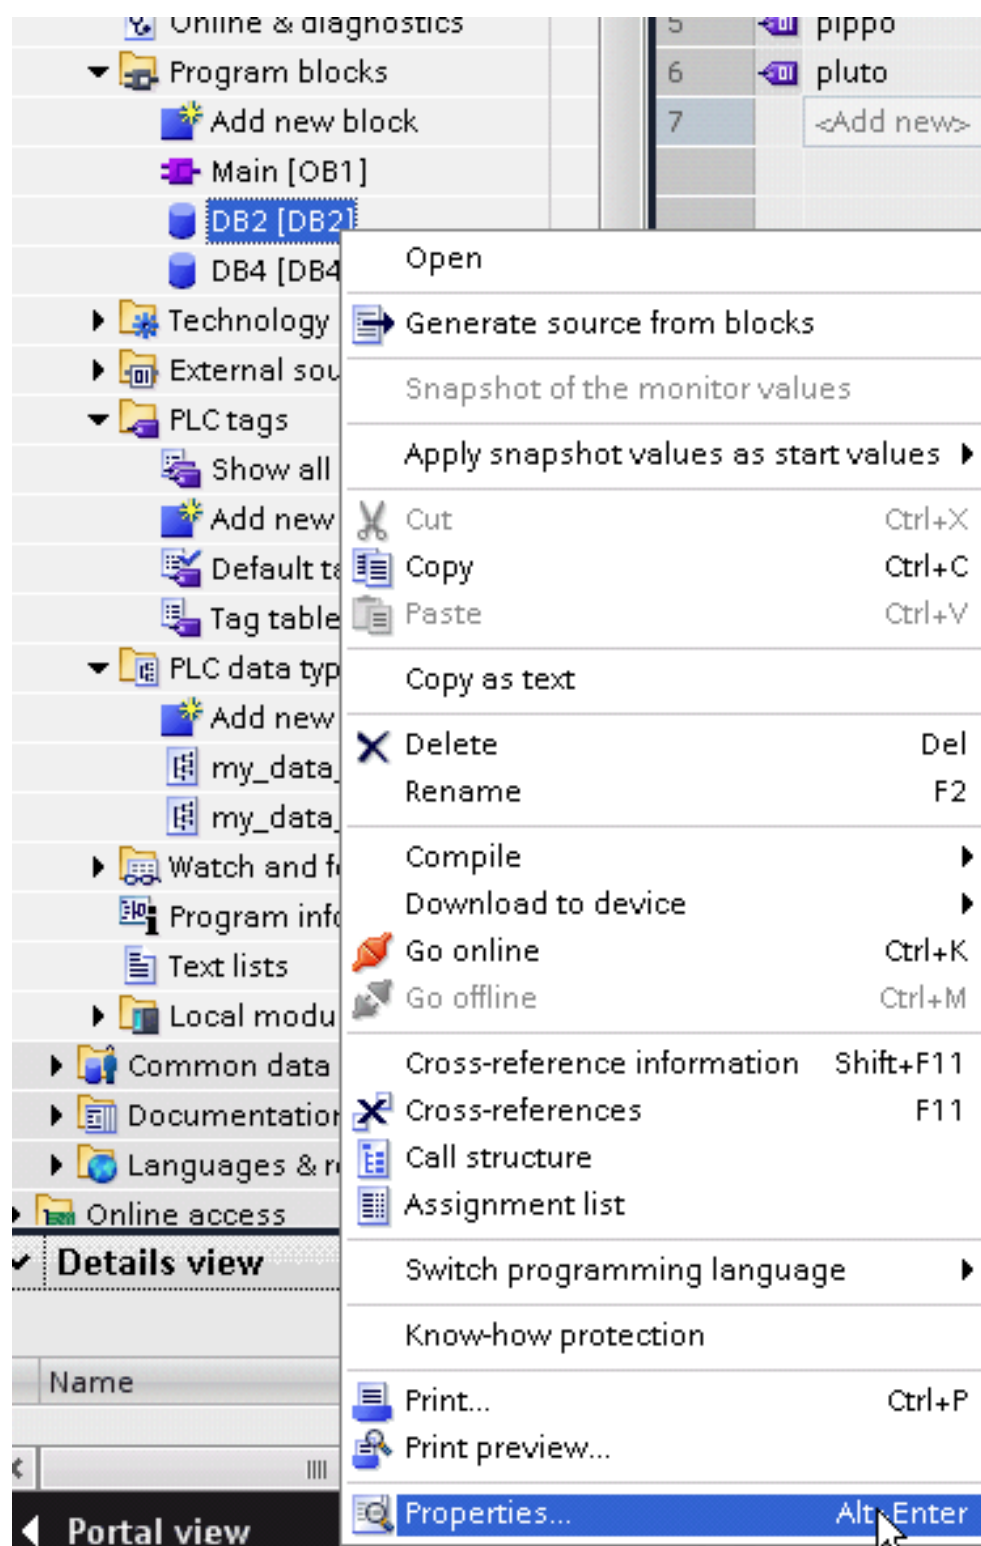 Online & diagnostics
Program blocks
Add new block
Main [OB1]
DB2 [DB2]
DB4 [DB4
Technology
External sou
PLC tags
Show all
Add new
Default ta
Tag table
PLC data typ
Add new
my_data_
my_data_
Watch and fo
Program info
Text lists
Local modu
Common data
Documentation
Languages & re
Online access
Details view
Name
Portal view
5 pippo
6 pluto
7 <Add new>
Open
Generate source from blocks
Snapshot of the monitor values
Apply snapshot values as start values
Cut Ctrl+X
Copy Ctrl+C
Paste Ctrl+V
Copy as text
Delete Del
Rename F2
Compile
Download to device
Go online Ctrl+K
Go offline Ctrl+M
Cross-reference information Shift+F11
Cross-references F11
Call structure
Assignment list
Switch programming language
Know-how protection
Print... Ctrl+P
Print preview...
Properties... Alt+Enter